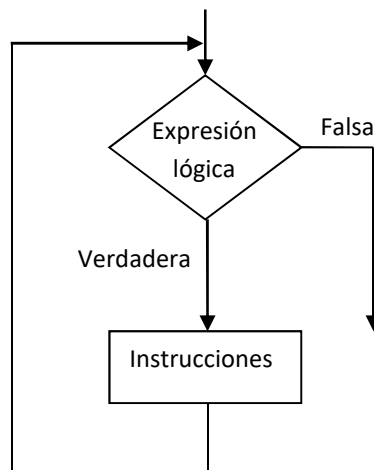 Expresión
lógica
Falsa
Verdadera
Instrucciones